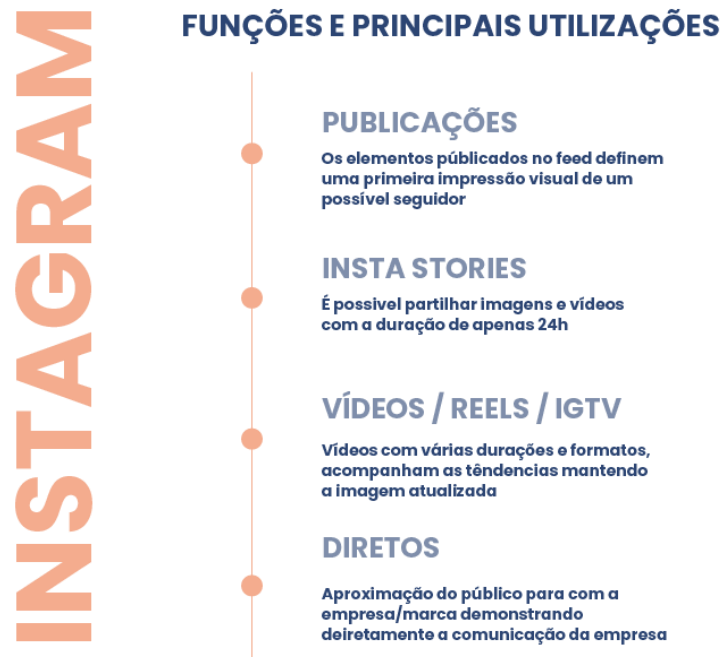 INSTAGRAM
FUNÇÕES E PRINCIPAIS UTILIZAÇÕES
PUBLICAÇÕES
Os elementos públicados no feed definem
uma primeira impressão visual de um
possível seguidor
INSTA STORIES
É possivel partilhar imagens e vídeos
com a duração de apenas 24h
VÍDEOS / REELS / IGTV
Vídeos com várias durações e formatos,
acompanham as têndencias mantendo
a imagem atualizada
DIRETOS
Aproximação do público para com a
empresa/marca demonstrando
deiretamente a comunicação da empresa